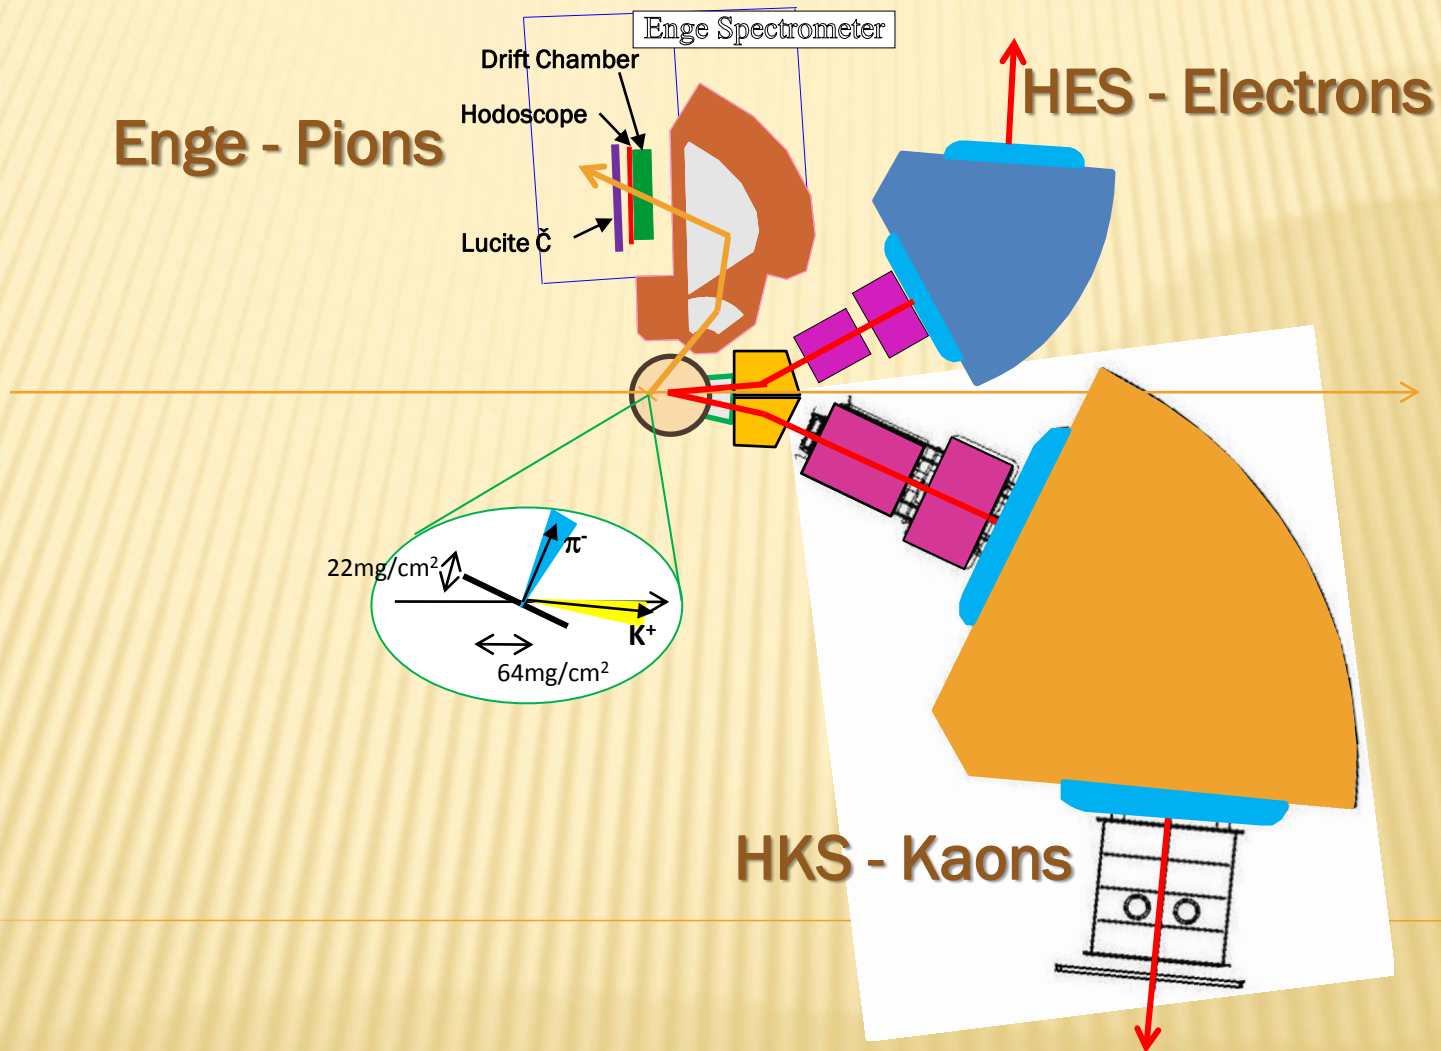 Enge Spectrometer
Drift Chamber
HES - Electrons
Hodoscope
Enge - Pions
Lucite Č
π-
22mg/cm2
K+
64mg/cm2
HKS - Kaons